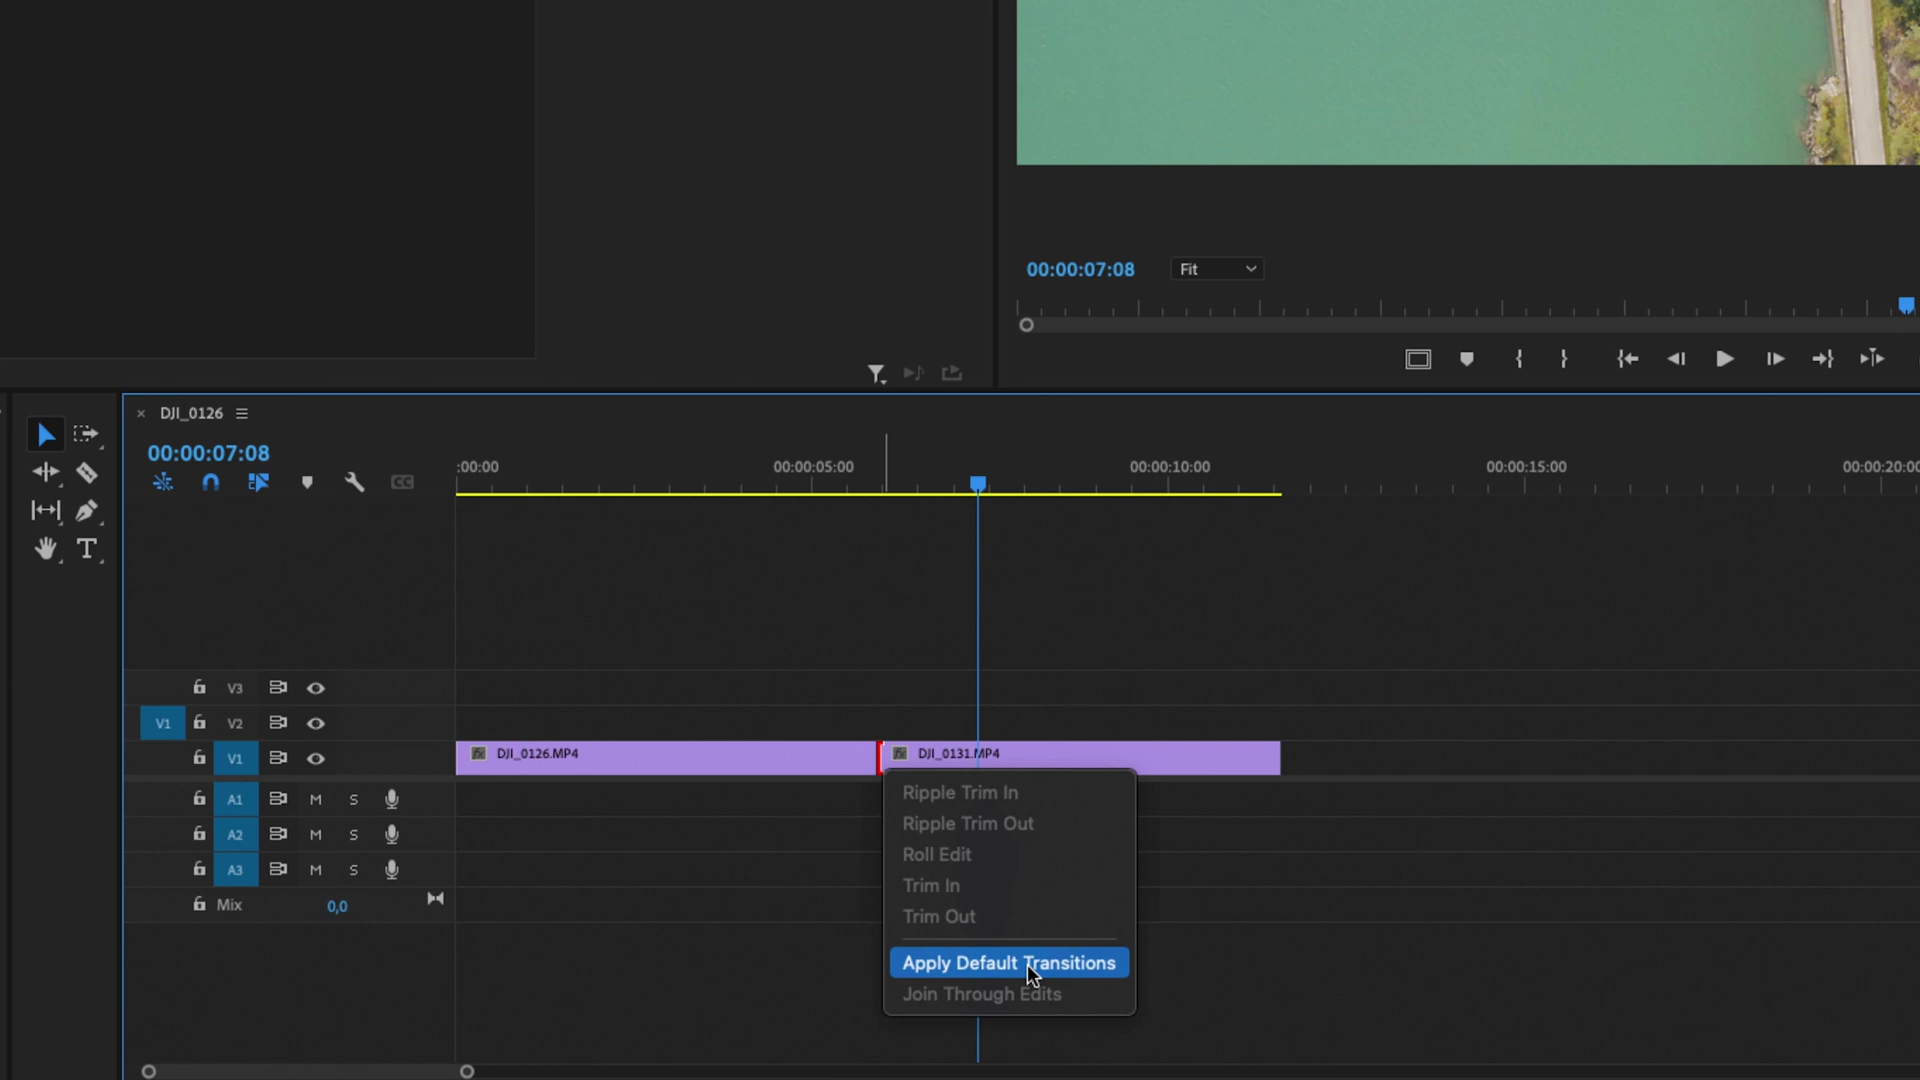 00:00:07:08
Fit
× DJI_0126
00:00:07:08
:00:00
00:00:05:00
00:00:10:00
00:00:15:00
00:00:20:00
CC
T
V3
V1
V2
V1
fx DJI_0126.MP4
fx DJI_0131.MP4
A1 M S
A2 M S
A3 M S
Mix
0,0
Ripple Trim In
Ripple Trim Out
Roll Edit
Trim In
Trim Out
Apply Default Transitions
Join Through Edits